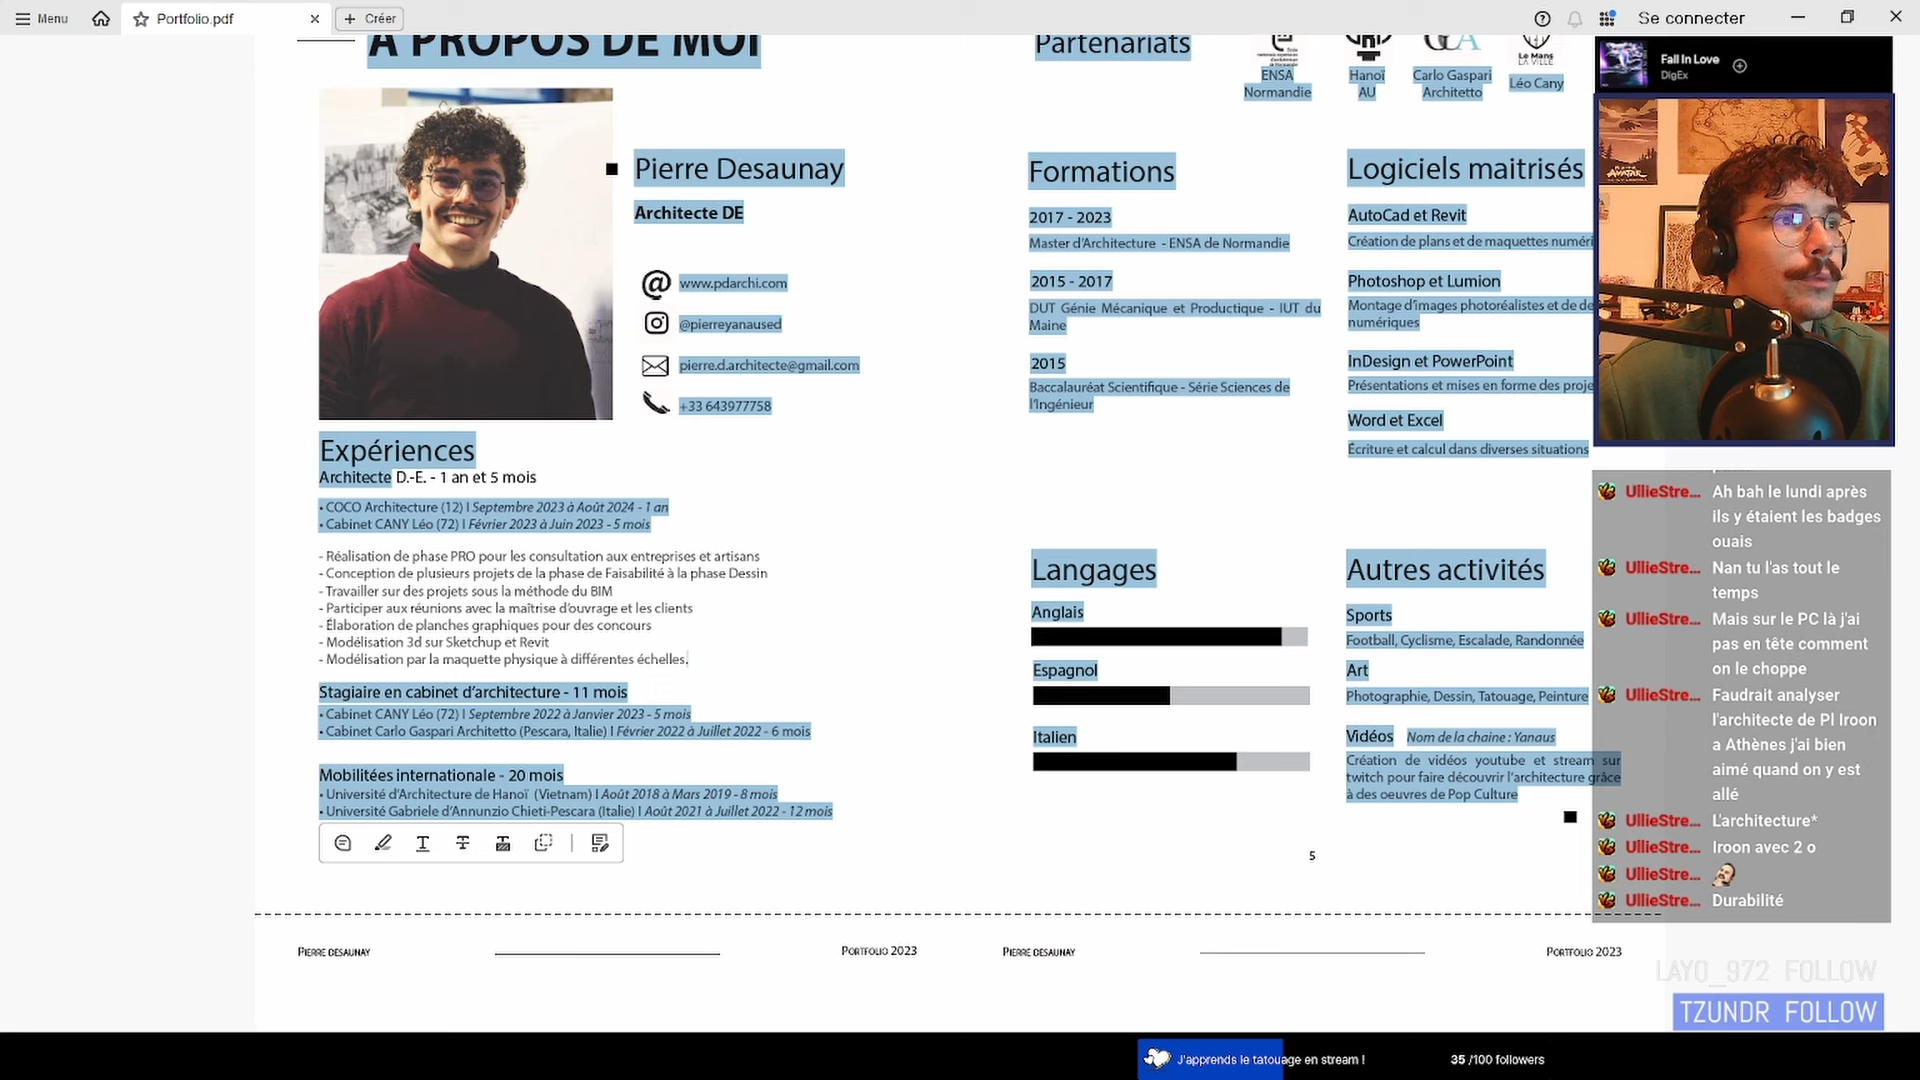 Menu
Portfolio.pdf
Créer
Se connecter
À PROPOS DE MOI
Pierre Desaunay
Architecte DE
www.pdarchi.com
@pierreyanaused
pierre.d.architecte@gmail.com
+33 643977758
Expériences
Architecte D.-E. - 1 an et 5 mois
• COCO Architecture (12) I Septembre 2023 à Août 2024 - 1 an
• Cabinet CANY Léo (72) I Février 2023 à Juin 2023 - 5 mois
- Réalisation de phase PRO pour les consultation aux entreprises et artisans
- Conception de plusieurs projets de la phase de Faisabilité à la phase Dessin
- Travailler sur des projets sous la méthode du BIM
- Participer aux réunions avec la maîtrise d'ouvrage et les clients
- Élaboration de planches graphiques pour des concours
- Modélisation 3d sur Sketchup et Revit
- Modélisation par la maquette physique à différentes échelles.
Stagiaire en cabinet d'architecture - 11 mois
• Cabinet CANY Léo (72) I Septembre 2022 à Janvier 2023 - 5 mois
• Cabinet Carlo Gaspari Architetto (Pescara, Italie) I Février 2022 à Juillet 2022 - 6 mois
Mobilitées internationale - 20 mois
• Université d'Architecture de Hanoï (Vietnam) I Août 2018 à Mars 2019 - 8 mois
• Université Gabriele d'Annunzio Chieti-Pescara (Italie) I Août 2021 à Juillet 2022 - 12 mois
Partenariats
ENSA
Normandie
Hanoï
AU
Carlo Gaspari
Architetto
Le Mans
LA VILLE
Léo Cany
Formations
2017 - 2023
Master d'Architecture - ENSA de Normandie
2015 - 2017
DUT Génie Mécanique et Productique - IUT du
Maine
2015
Baccalauréat Scientifique - Série Sciences de
l'Ingénieur
Logiciels maitrisés
AutoCad et Revit
Création de plans et de maquettes numéri
Photoshop et Lumion
Montage d'images photoréalistes et de de
numériques
InDesign et PowerPoint
Présentations et mises en forme des proje
Word et Excel
Écriture et calcul dans diverses situations
Langages
Anglais
Espagnol
Italien
Autres activités
Sports
Football, Cyclisme, Escalade, Randonnée
Art
Photographie, Dessin, Tatouage, Peinture
Vidéos Nom de la chaine : Yanaus
Création de vidéos youtube et stream sur
twitch pour faire découvrir l'architecture grâce
à des oeuvres de Pop Culture
5
PIERRE DESAUNAY
PORTFOLIO 2023
PIERRE DESAUNAY
PORTFOLIO 2023
Fall In Love
DigEx
AVATAR
UllieStre... Ah bah le lundi après
ils y étaient les badges
ouais
UllieStre... Nan tu l'as tout le
temps
UllieStre... Mais sur le PC là j'ai
pas en tête comment
on le choppe
UllieStre... Faudrait analyser
l'architecte de Pl Iroon
a Athènes j'ai bien
aimé quand on y est
allé
UllieStre... L'architecture*
UllieStre... Iroon avec 2 o
UllieStre...
UllieStre... Durabilité
LAYO_972 FOLLOW
TZUNDR FOLLOW
J'apprends le tatouage en stream !
35 /100 followers